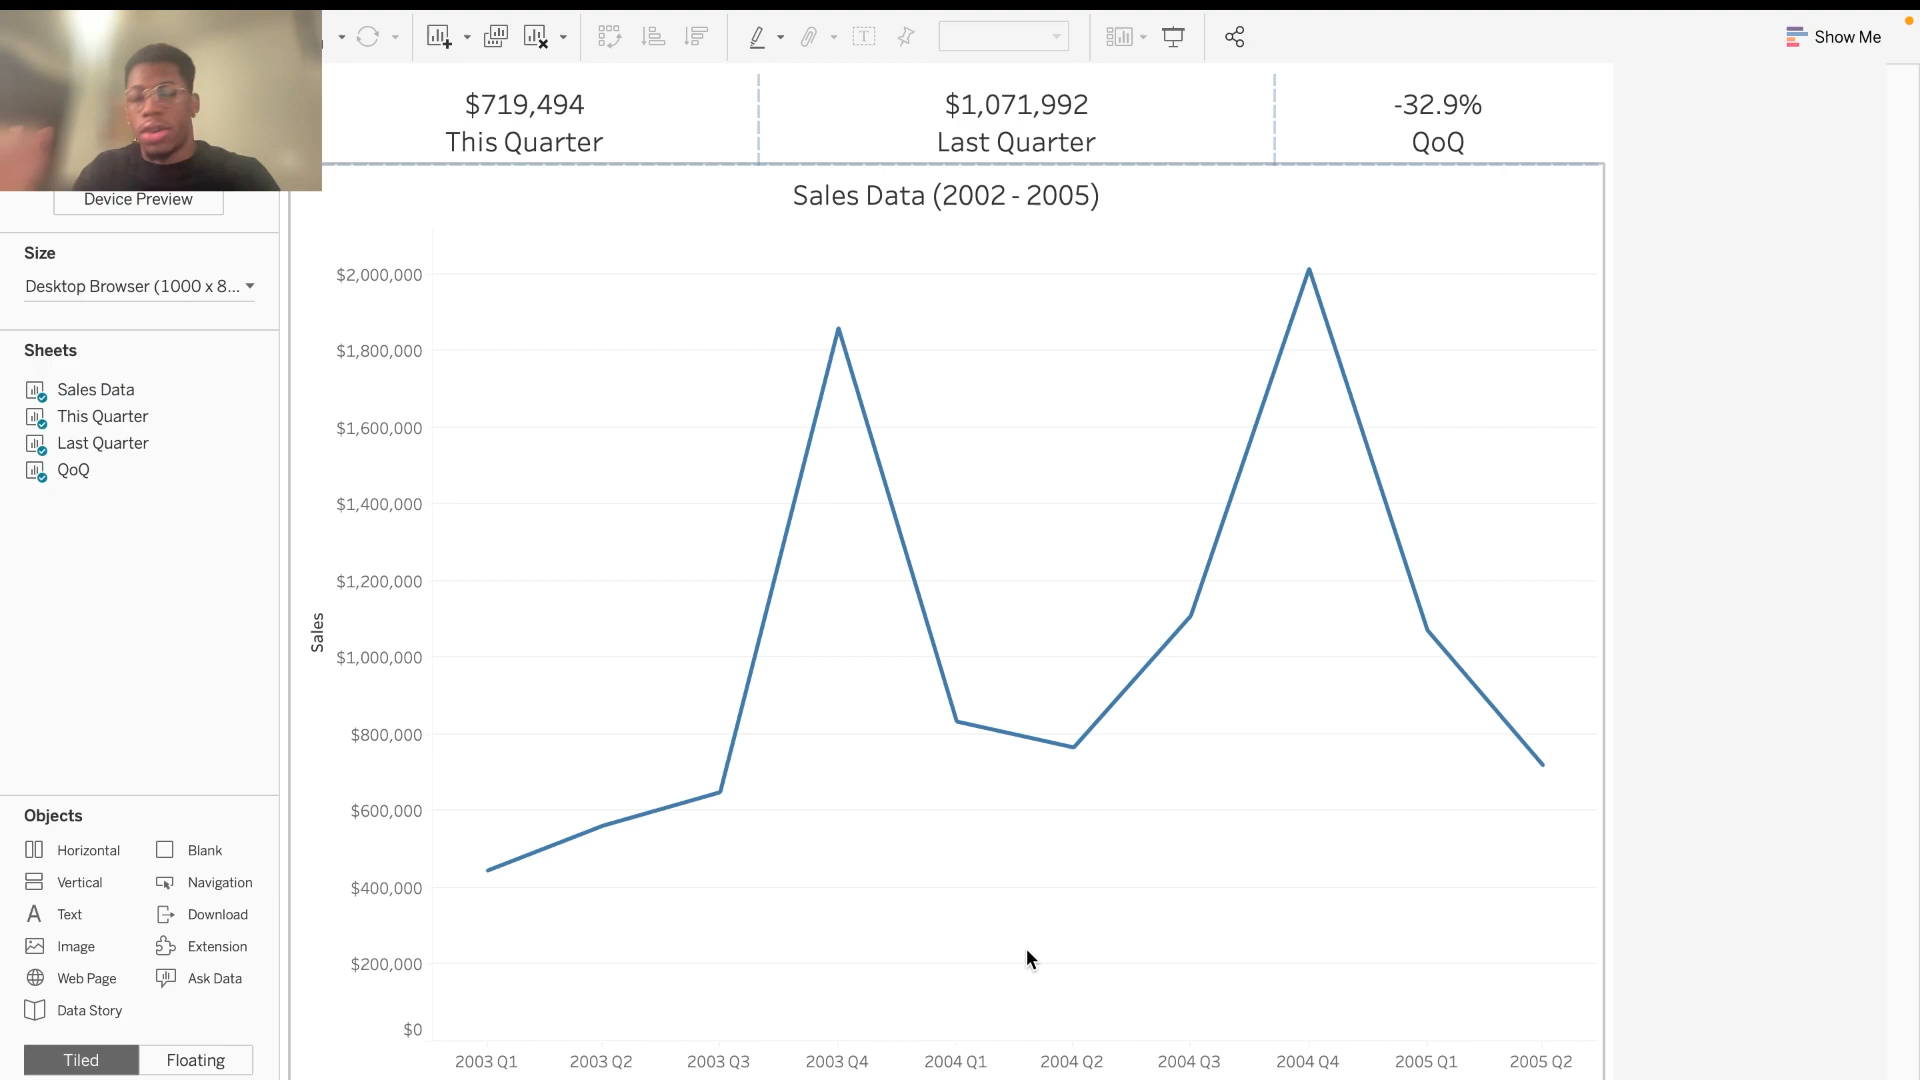 Show Me
$719,494
This Quarter
$1,071,992
Last Quarter
-32.9%
QoQ
Device Preview
Size
Desktop Browser (1000 x 8...
Sheets
Sales Data
This Quarter
Last Quarter
QoQ
Objects
Horizontal
Blank
Vertical
Navigation
Text
Download
Image
Extension
Web Page
Ask Data
Data Story
Tiled
Floating
Sales Data (2002 - 2005)
Sales
$2,000,000
$1,800,000
$1,600,000
$1,400,000
$1,200,000
$1,000,000
$800,000
$600,000
$400,000
$200,000
$0
2003 Q1 2003 Q2 2003 Q3 2003 Q4 2004 Q1 2004 Q2 2004 Q3 2004 Q4 2005 Q1 2005 Q2